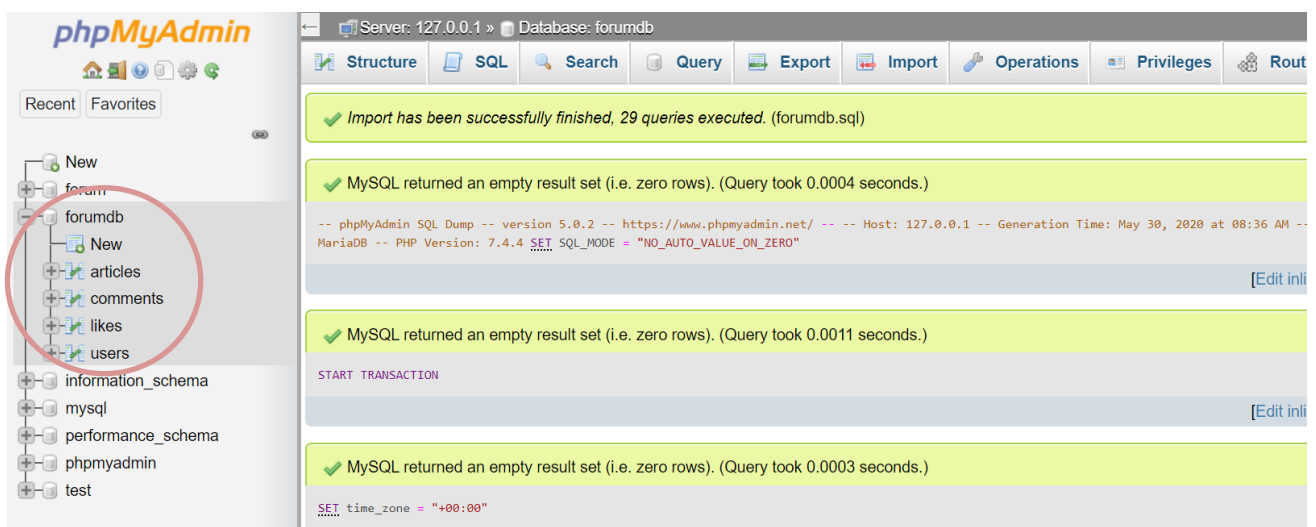 phpMyAdmin
Recent Favorites
New
forum
forumdb
New
articles
comments
likes
users
information_schema
mysql
performance_schema
phpmyadmin
test
Server: 127.0.0.1 » Database: forumdb
Structure SQL Search Query Export Import Operations Privileges Rout
Import has been successfully finished, 29 queries executed. (forumdb.sql)
MySQL returned an empty result set (i.e. zero rows). (Query took 0.0004 seconds.)
-- phpMyAdmin SQL Dump -- version 5.0.2 -- https://www.phpmyadmin.net/ -- -- Host: 127.0.0.1 -- Generation Time: May 30, 2020 at 08:36 AM --
MariaDB -- PHP Version: 7.4.4 SET SQL_MODE = "NO_AUTO_VALUE_ON_ZERO"
[Edit inli
MySQL returned an empty result set (i.e. zero rows). (Query took 0.0011 seconds.)
START TRANSACTION
[Edit inli
MySQL returned an empty result set (i.e. zero rows). (Query took 0.0003 seconds.)
SET time_zone = "+00:00"